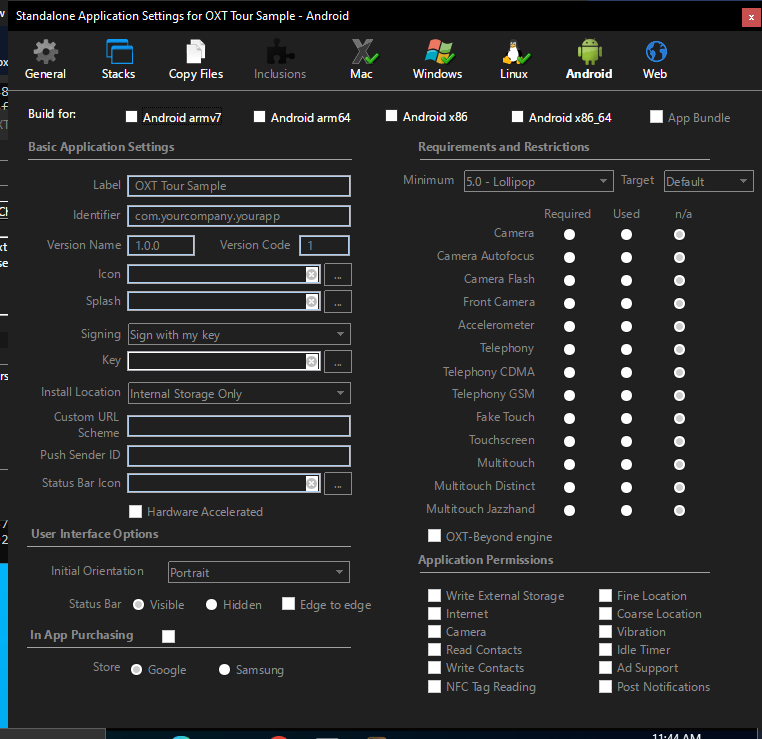 Standalone Application Settings for OXT Tour Sample - Android
General Stacks Copy Files Inclusions Mac Windows Linux Android Web
Build for: Android armv7 Android arm64 Android x86 Android x86_64 App Bundle
Basic Application Settings
Label OXT Tour Sample
Identifier com.yourcompany.yourapp
Version Name 1.0.0 Version Code 1
Icon ...
Splash ...
Signing Sign with my key
Key ...
Install Location Internal Storage Only
Custom URL
Scheme
Push Sender ID
Status Bar Icon ...
Hardware Accelerated
User Interface Options
Initial Orientation Portrait
Status Bar Visible Hidden Edge to edge
In App Purchasing
Store Google Samsung
Requirements and Restrictions
Minimum 5.0 - Lollipop Target Default
Required Used n/a
Camera
Camera Autofocus
Camera Flash
Front Camera
Accelerometer
Telephony
Telephony CDMA
Telephony GSM
Fake Touch
Touchscreen
Multitouch
Multitouch Distinct
Multitouch Jazzhand
OXT-Beyond engine
Application Permissions
Write External Storage Fine Location
Internet Coarse Location
Camera Vibration
Read Contacts Idle Timer
Write Contacts Ad Support
NFC Tag Reading Post Notifications
11:44 AM